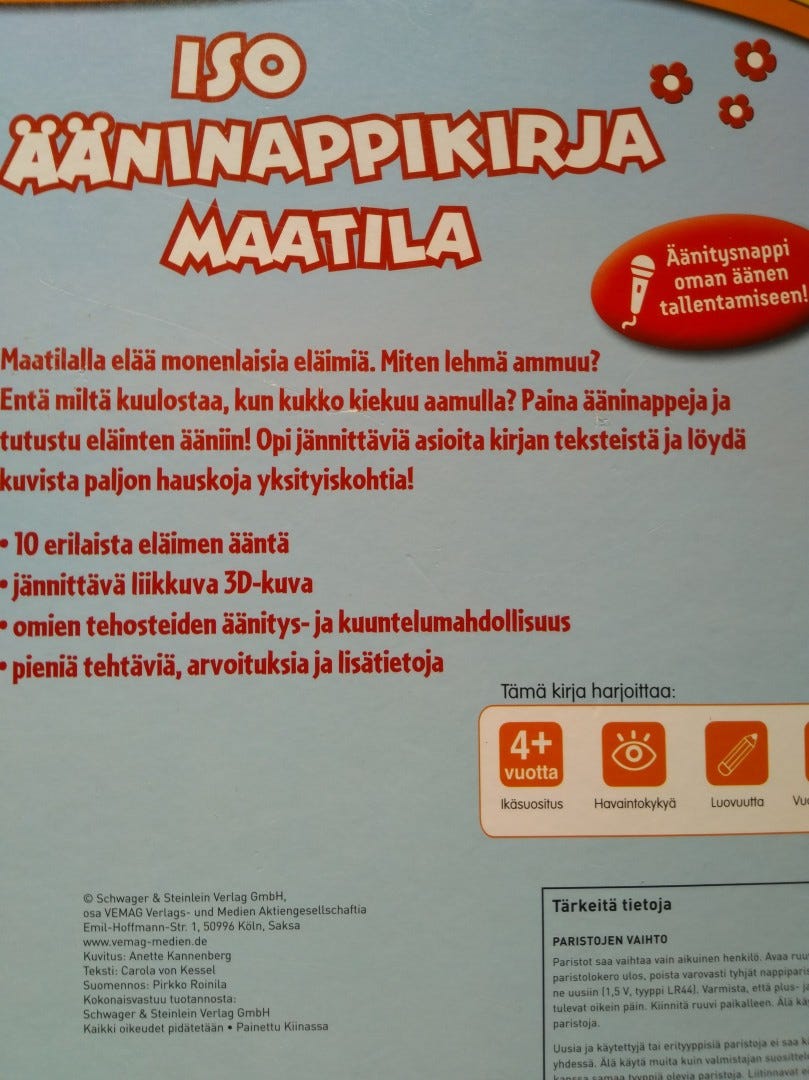 ISO
ÄÄNINAPPIKIRJA
MAATILA
Äänitysnappi
oman äänen
tallentamiseen!
Maatilalla elää monenlaisia eläimiä. Miten lehmä ammuu?
Entä miltä kuulostaa, kun kukko kiekuu aamulla? Paina ääninappeja ja
tutustu eläinten ääniin! Opi jännittäviä asioita kirjan teksteistä ja löydä
kuvista paljon hauskoja yksityiskohtia!
• 10 erilaista eläimen ääntä
• jännittävä liikkuva 3D-kuva
• omien tehosteiden äänitys- ja kuuntelumahdollisuus
• pieniä tehtäviä, arvoituksia ja lisätietoja
Tämä kirja harjoittaa:
4+
vuotta
Ikäsuositus
Havaintokykyä
Luovuutta
© Schwager & Steinlein Verlag GmbH,
osa VEMAG Verlags- und Medien Aktiengesellschaftia
Emil-Hoffmann-Str. 1, 50996 Köln, Saksa
www.vemag-medien.de
Kuvitus: Anette Kannenberg
Teksti: Carola von Kessel
Suomennos: Pirkko Roinila
Kokonaisvastuu tuotannosta:
Schwager & Steinlein Verlag GmbH
Kaikki oikeudet pidätetään • Painettu Kiinassa
Tärkeitä tietoja
PARISTOJEN VAIHTO
Paristot saa vaihtaa vain aikuinen henkilö. Avaa
paristolokero ulos, poista varovasti tyhjät
ne uusiin (1,5 V, tyyppi LR44). Varmista, että plus-
tulevat oikein päin. Kiinnitä ruuvi paikalleen. Älä
paristoja.
Uusia ja käytettyjä tai erityyppisiä paristoja ei saa
yhdessä. Älä käytä muita kuin valmistajan
kanssa samaa tyyppiä olevia paristoja. Liitinnavat